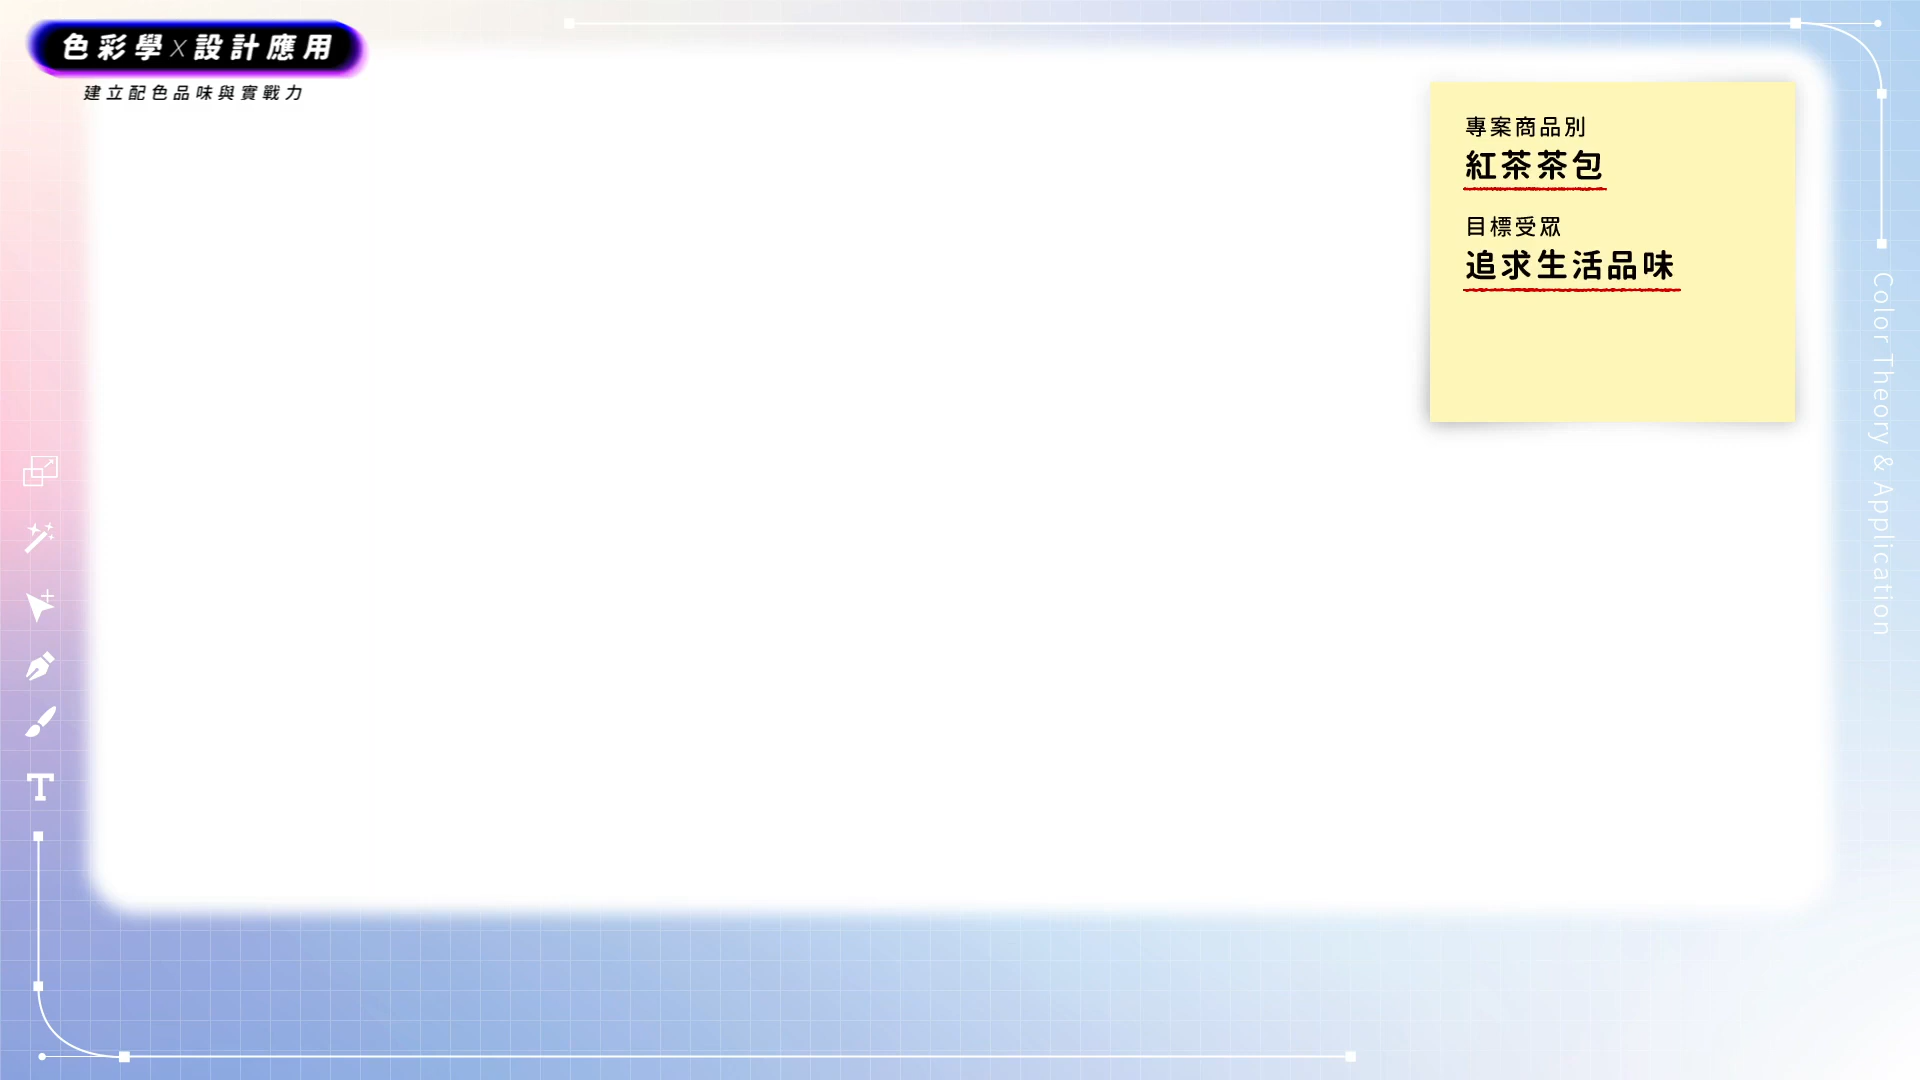 色彩學x設計應用
建立配色品味與實戰力
專案商品別
紅茶茶包
目標受眾
追求生活品味
Color Theory & Application
T